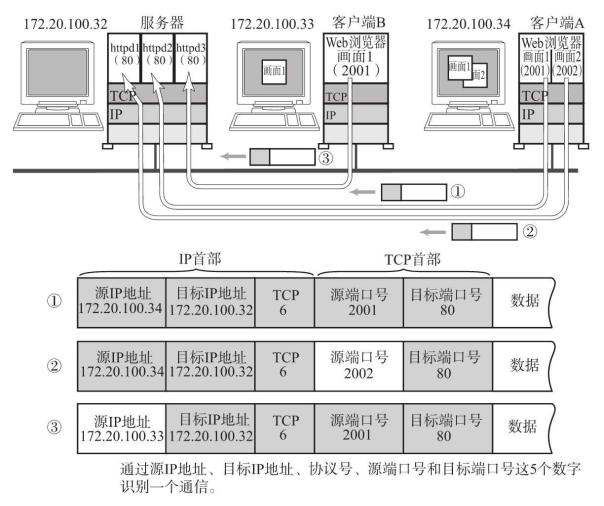 172.20.100.32
服务器
172.20.100.33
客户端B
172.20.100.34
客户端A
httpd1
(80)
httpd2
(80)
httpd3
(80)
TCP
IP
画面1
Web浏览器
画面1
(2001)
TCP
IP
画面1
画面2
Web浏览器
画面1
(2001)
画面2
(2002)
TCP
IP
③
①
②
IP首部
TCP首部
①
源IP地址
172.20.100.34
目标IP地址
172.20.100.32
TCP
6
源端口号
2001
目标端口号
80
数据
②
源IP地址
172.20.100.34
目标IP地址
172.20.100.32
TCP
6
源端口号
2002
目标端口号
80
数据
③
源IP地址
172.20.100.33
目标IP地址
172.20.100.32
TCP
6
源端口号
2001
目标端口号
80
数据
通过源IP地址、目标IP地址、协议号、源端口号和目标端口号这5个数字
识别一个通信。